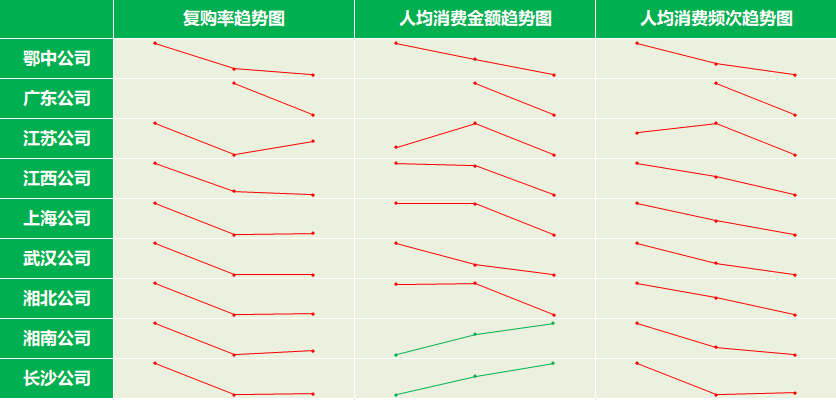 复购率趋势图 人均消费金额趋势图 人均消费频次趋势图
鄂中公司
广东公司
江苏公司
江西公司
上海公司
武汉公司
湘北公司
湘南公司
长沙公司